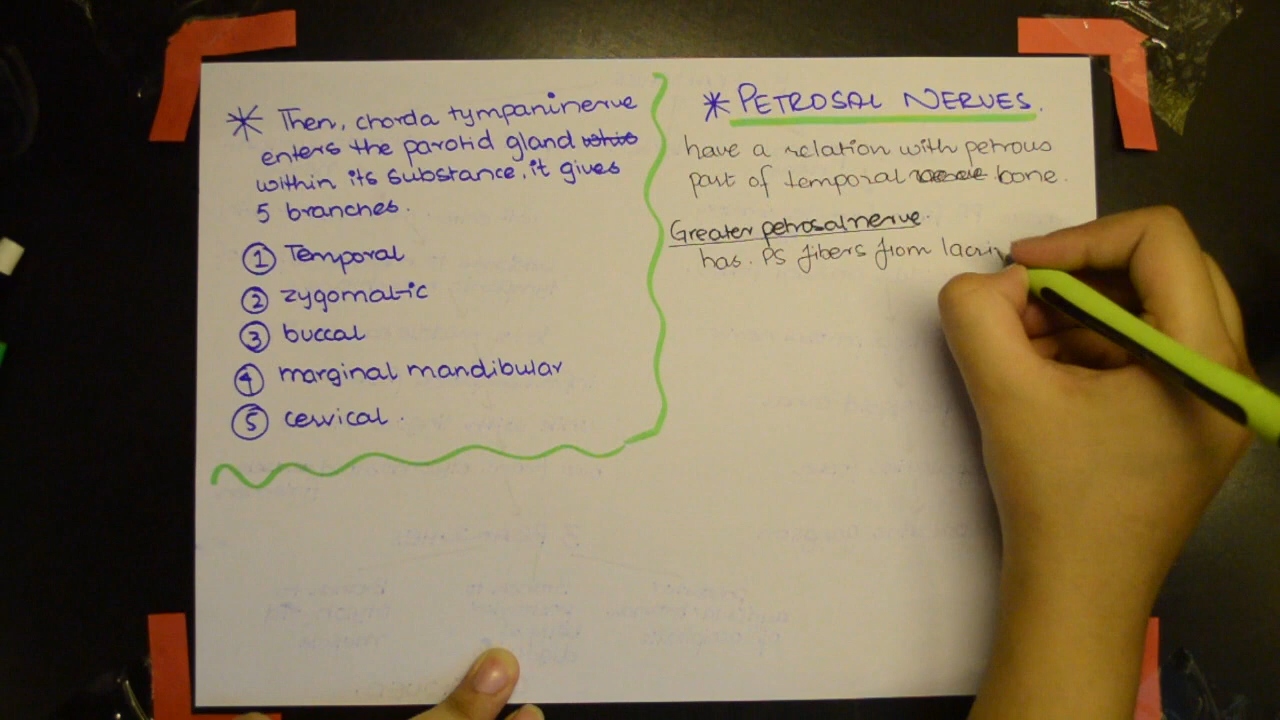 * Then, chorda tympani nerve
enters the parotid gland
within its substance, it gives
5 branches.
1 Temporal
2 zygomatic
3 buccal
4 marginal mandibular
5 cervical.
* PETROSAL NERVES.
have a relation with petrous
part of temporal bone.
Greater petrosal nerve.
has PS fibers from lacri